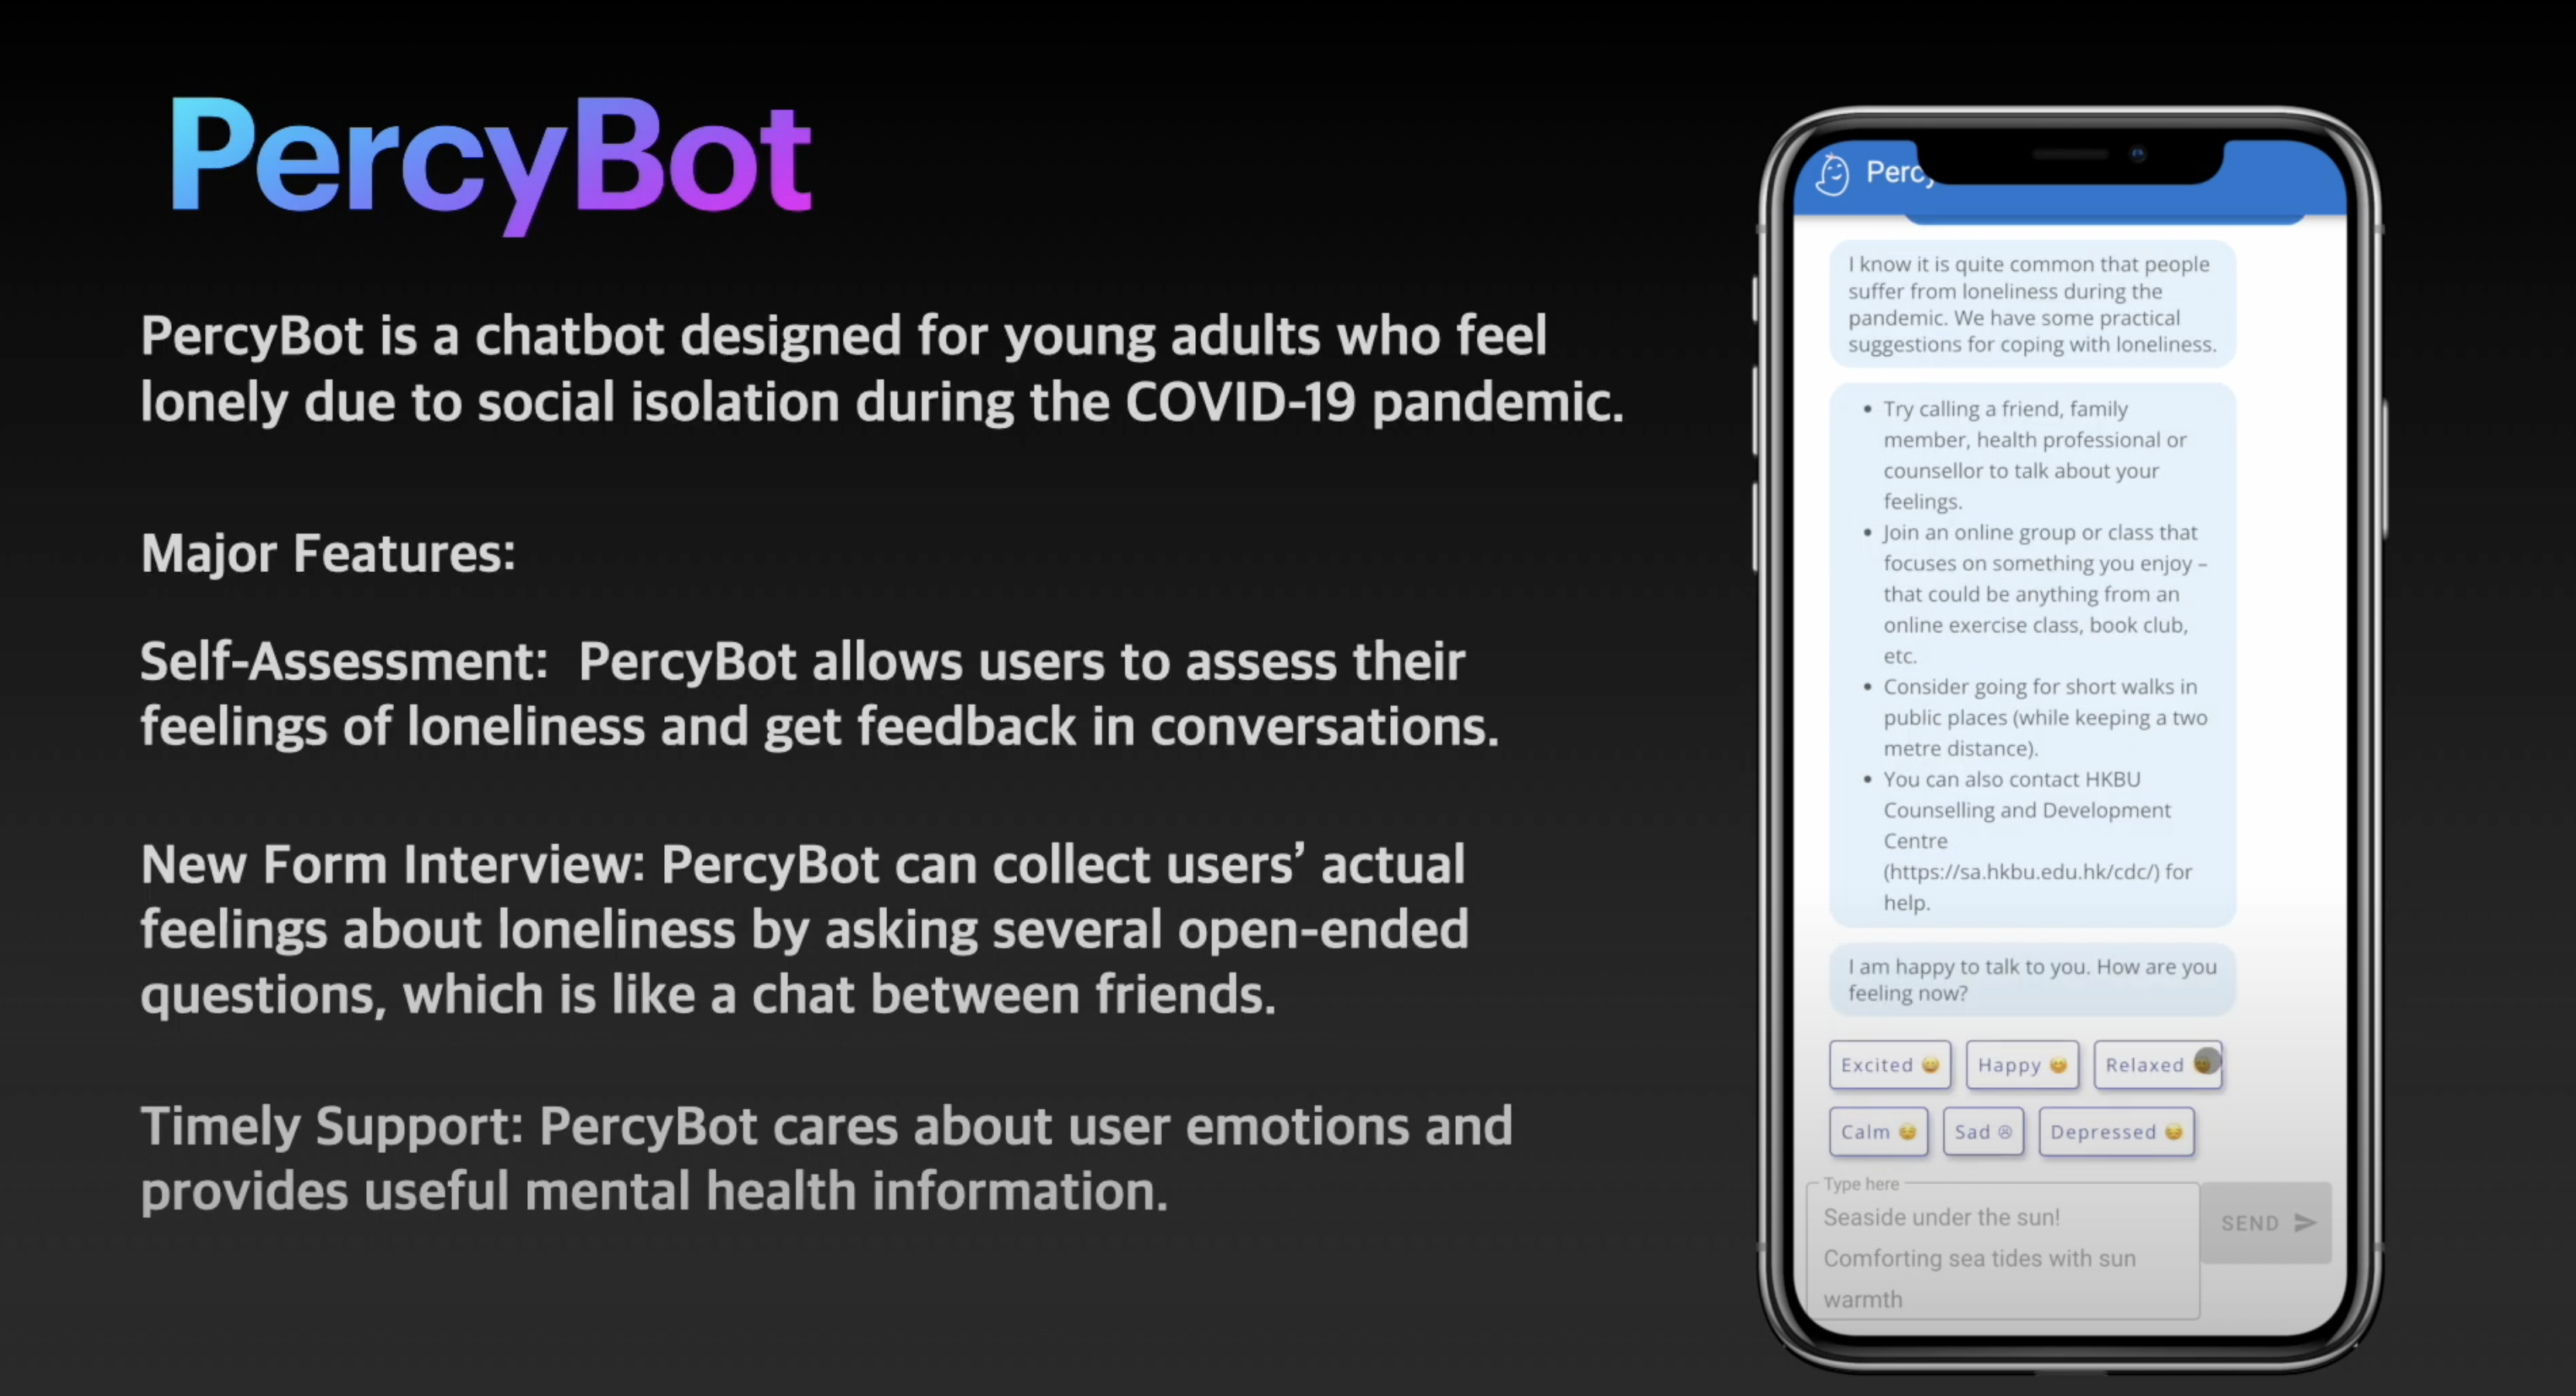 PercyBot
PercyBot is a chatbot designed for young adults who feel
lonely due to social isolation during the COVID-19 pandemic.
Major Features:
Self-Assessment: PercyBot allows users to assess their
feelings of loneliness and get feedback in conversations.
New Form Interview: PercyBot can collect users’ actual
feelings about loneliness by asking several open-ended
questions, which is like a chat between friends.
Timely Support: PercyBot cares about user emotions and
provides useful mental health information.
Percy
I know it is quite common that people
suffer from loneliness during the
pandemic. We have some practical
suggestions for coping with loneliness.
• Try calling a friend, family
member, health professional or
counsellor to talk about your
feelings.
• Join an online group or class that
focuses on something you enjoy –
that could be anything from an
online exercise class, book club,
etc.
• Consider going for short walks in
public places (while keeping a two
metre distance).
• You can also contact HKBU
Counselling and Development
Centre
(https://sa.hkbu.edu.hk/cdc/) for
help.
I am happy to talk to you. How are you
feeling now?
Excited 😀 Happy 😊 Relaxed
Calm 😌 Sad ☹ Depressed 😔
Type here
Seaside under the sun!
Comforting sea tides with sun
warmth
SEND